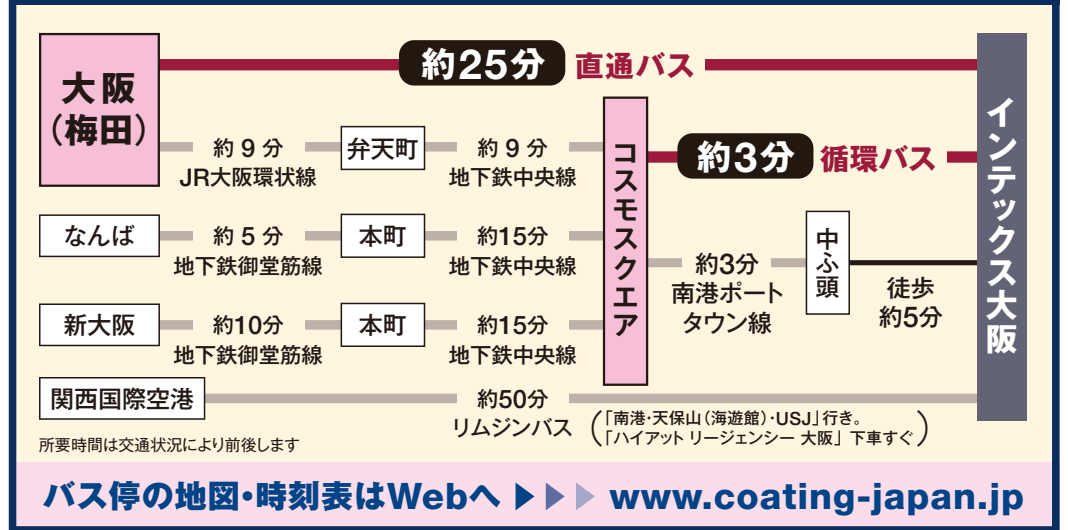 大阪
（梅田）
約25分 直通バス
約 9 分
JR大阪環状線
弁天町
約 9 分
地下鉄中央線
なんば
約 5 分
地下鉄御堂筋線
本町
約15分
地下鉄中央線
新大阪
約10分
地下鉄御堂筋線
本町
約15分
地下鉄中央線
コスモスクエア
約3分 循環バス
約3分
南港ポート
タウン線
中ふ頭
徒歩
約5分
インテックス大阪
関西国際空港
約50分
リムジンバス
（「南港・天保山（海遊館）・USJ」行き。
「ハイアット リージェンシー 大阪」 下車すぐ）
所要時間は交通状況により前後します
バス停の地図・時刻表はWebへ ▶▶▶ www.coating-japan.jp